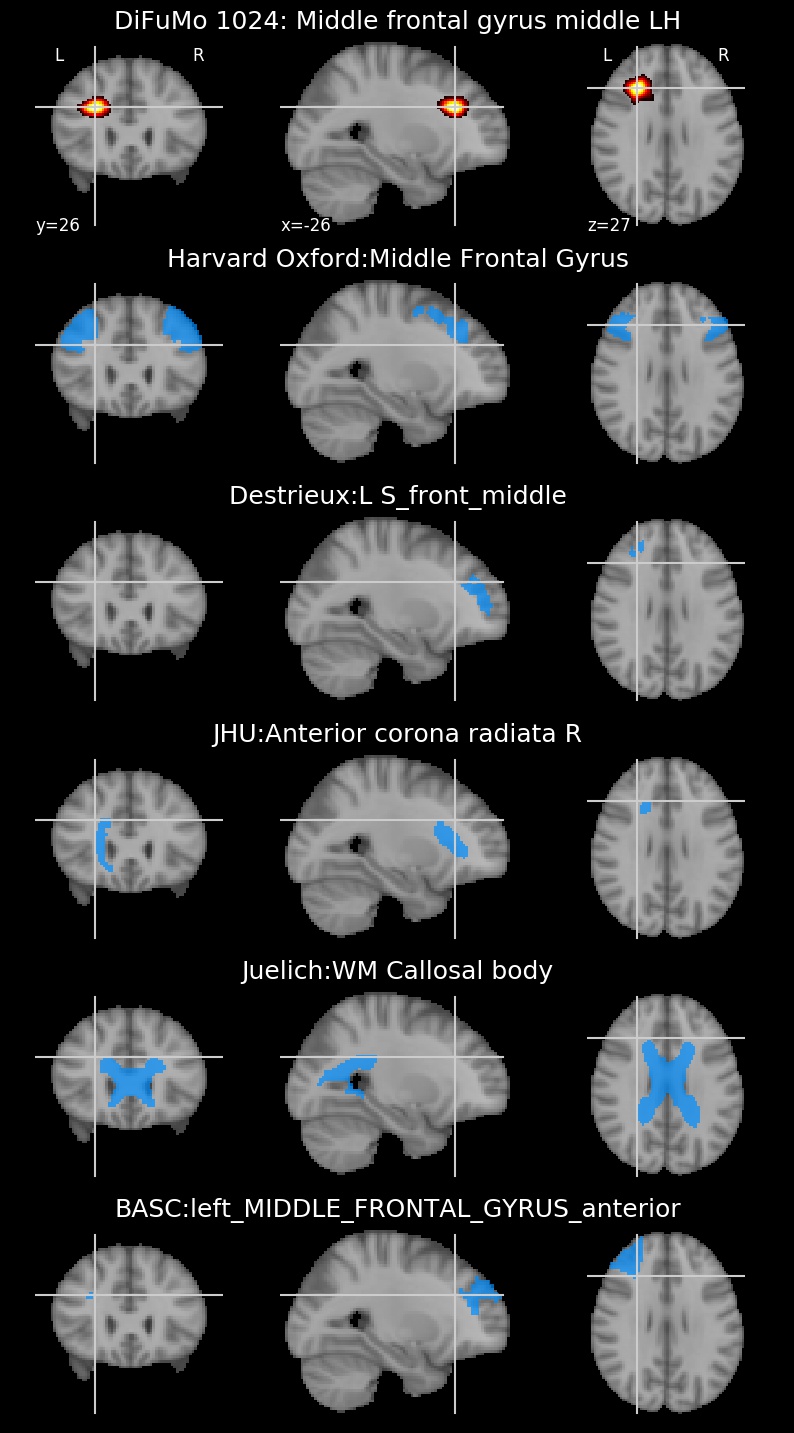 DiFuMo 1024: Middle frontal gyrus middle LH
L R L R
y=26 x=-26 z=27
Harvard Oxford:Middle Frontal Gyrus
Destrieux:L S_front_middle
JHU:Anterior corona radiata R
Juelich:WM Callosal body
BASC:left_MIDDLE_FRONTAL_GYRUS_anterior